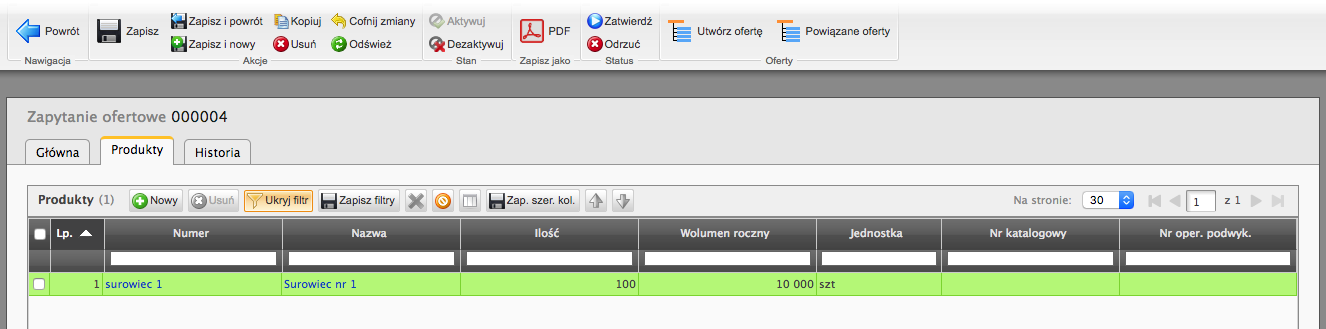 Powrót
Zapisz
Zapisz i powrót
Kopiuj
Cofnij zmiany
Zapisz i nowy
Usuń
Odśwież
Aktywuj
Dezaktywuj
PDF
Zatwierdź
Odrzuć
Utwórz ofertę
Powiązane oferty
Nawigacja
Akcje
Stan
Zapisz jako
Status
Oferty
Zapytanie ofertowe 000004
Główna
Produkty
Historia
Produkty (1)
Nowy
Usuń
Ukryj filtr
Zapisz filtry
Zap. szer. kol.
Na stronie: 30
1 z 1
Lp. Numer Nazwa Ilość Wolumen roczny Jednostka Nr katalogowy Nr oper. podwyk.
1 surowiec 1 Surowiec nr 1 100 10 000 szt